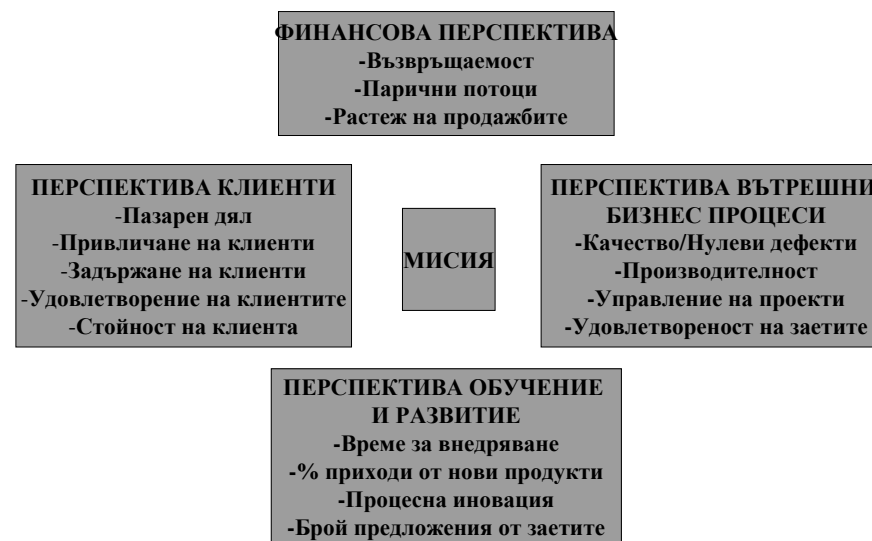 ФИНАНСОВА ПЕРСПЕКТИВА
-Възвръщаемост
-Парични потоци
-Растеж на продажбите
ПЕРСПЕКТИВА КЛИЕНТИ
-Пазарен дял
-Привличане на клиенти
-Задържане на клиенти
-Удовлетворение на клиентите
-Стойност на клиента
МИСИЯ
ПЕРСПЕКТИВА ВЪТРЕШНИ
БИЗНЕС ПРОЦЕСИ
-Качество/Нулеви дефекти
-Производителност
-Управление на проекти
-Удовлетвореност на заетите
ПЕРСПЕКТИВА ОБУЧЕНИЕ
И РАЗВИТИЕ
-Време за внедряване
-% приходи от нови продукти
-Процесна иновация
-Брой предложения от заетите